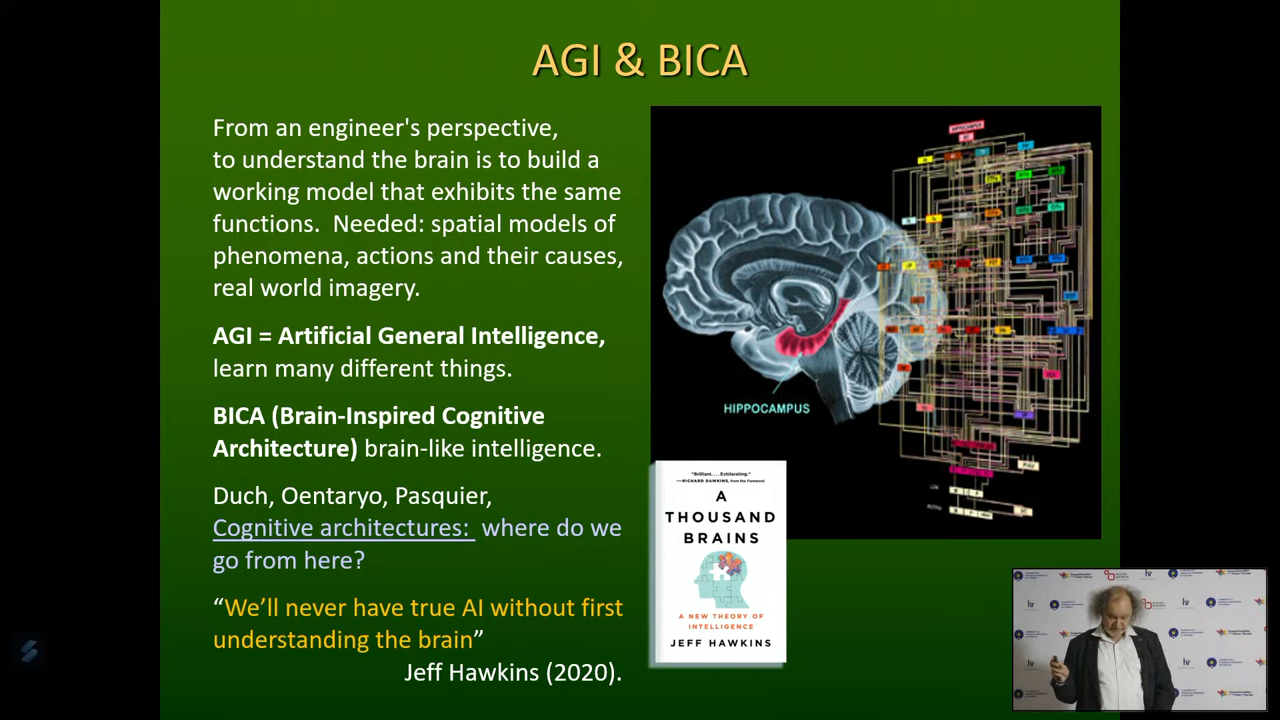 AGI & BICA
From an engineer's perspective,
to understand the brain is to build a
working model that exhibits the same
functions. Needed: spatial models of
phenomena, actions and their causes,
real world imagery.
AGI = Artificial General Intelligence,
learn many different things.
BICA (Brain-Inspired Cognitive
Architecture) brain-like intelligence.
Duch, Oentaryo, Pasquier,
Cognitive architectures: where do we
go from here?
“We’ll never have true AI without first
understanding the brain”
Jeff Hawkins (2020).
HIPPOCAMPUS
HIPPOCAMPUS
"Brilliant. . . . Exhilarating."
—RICHARD DAWKINS, from the Foreword
A
THOUSAND
BRAINS
A NEW THEORY OF
INTELLIGENCE
JEFF HAWKINS